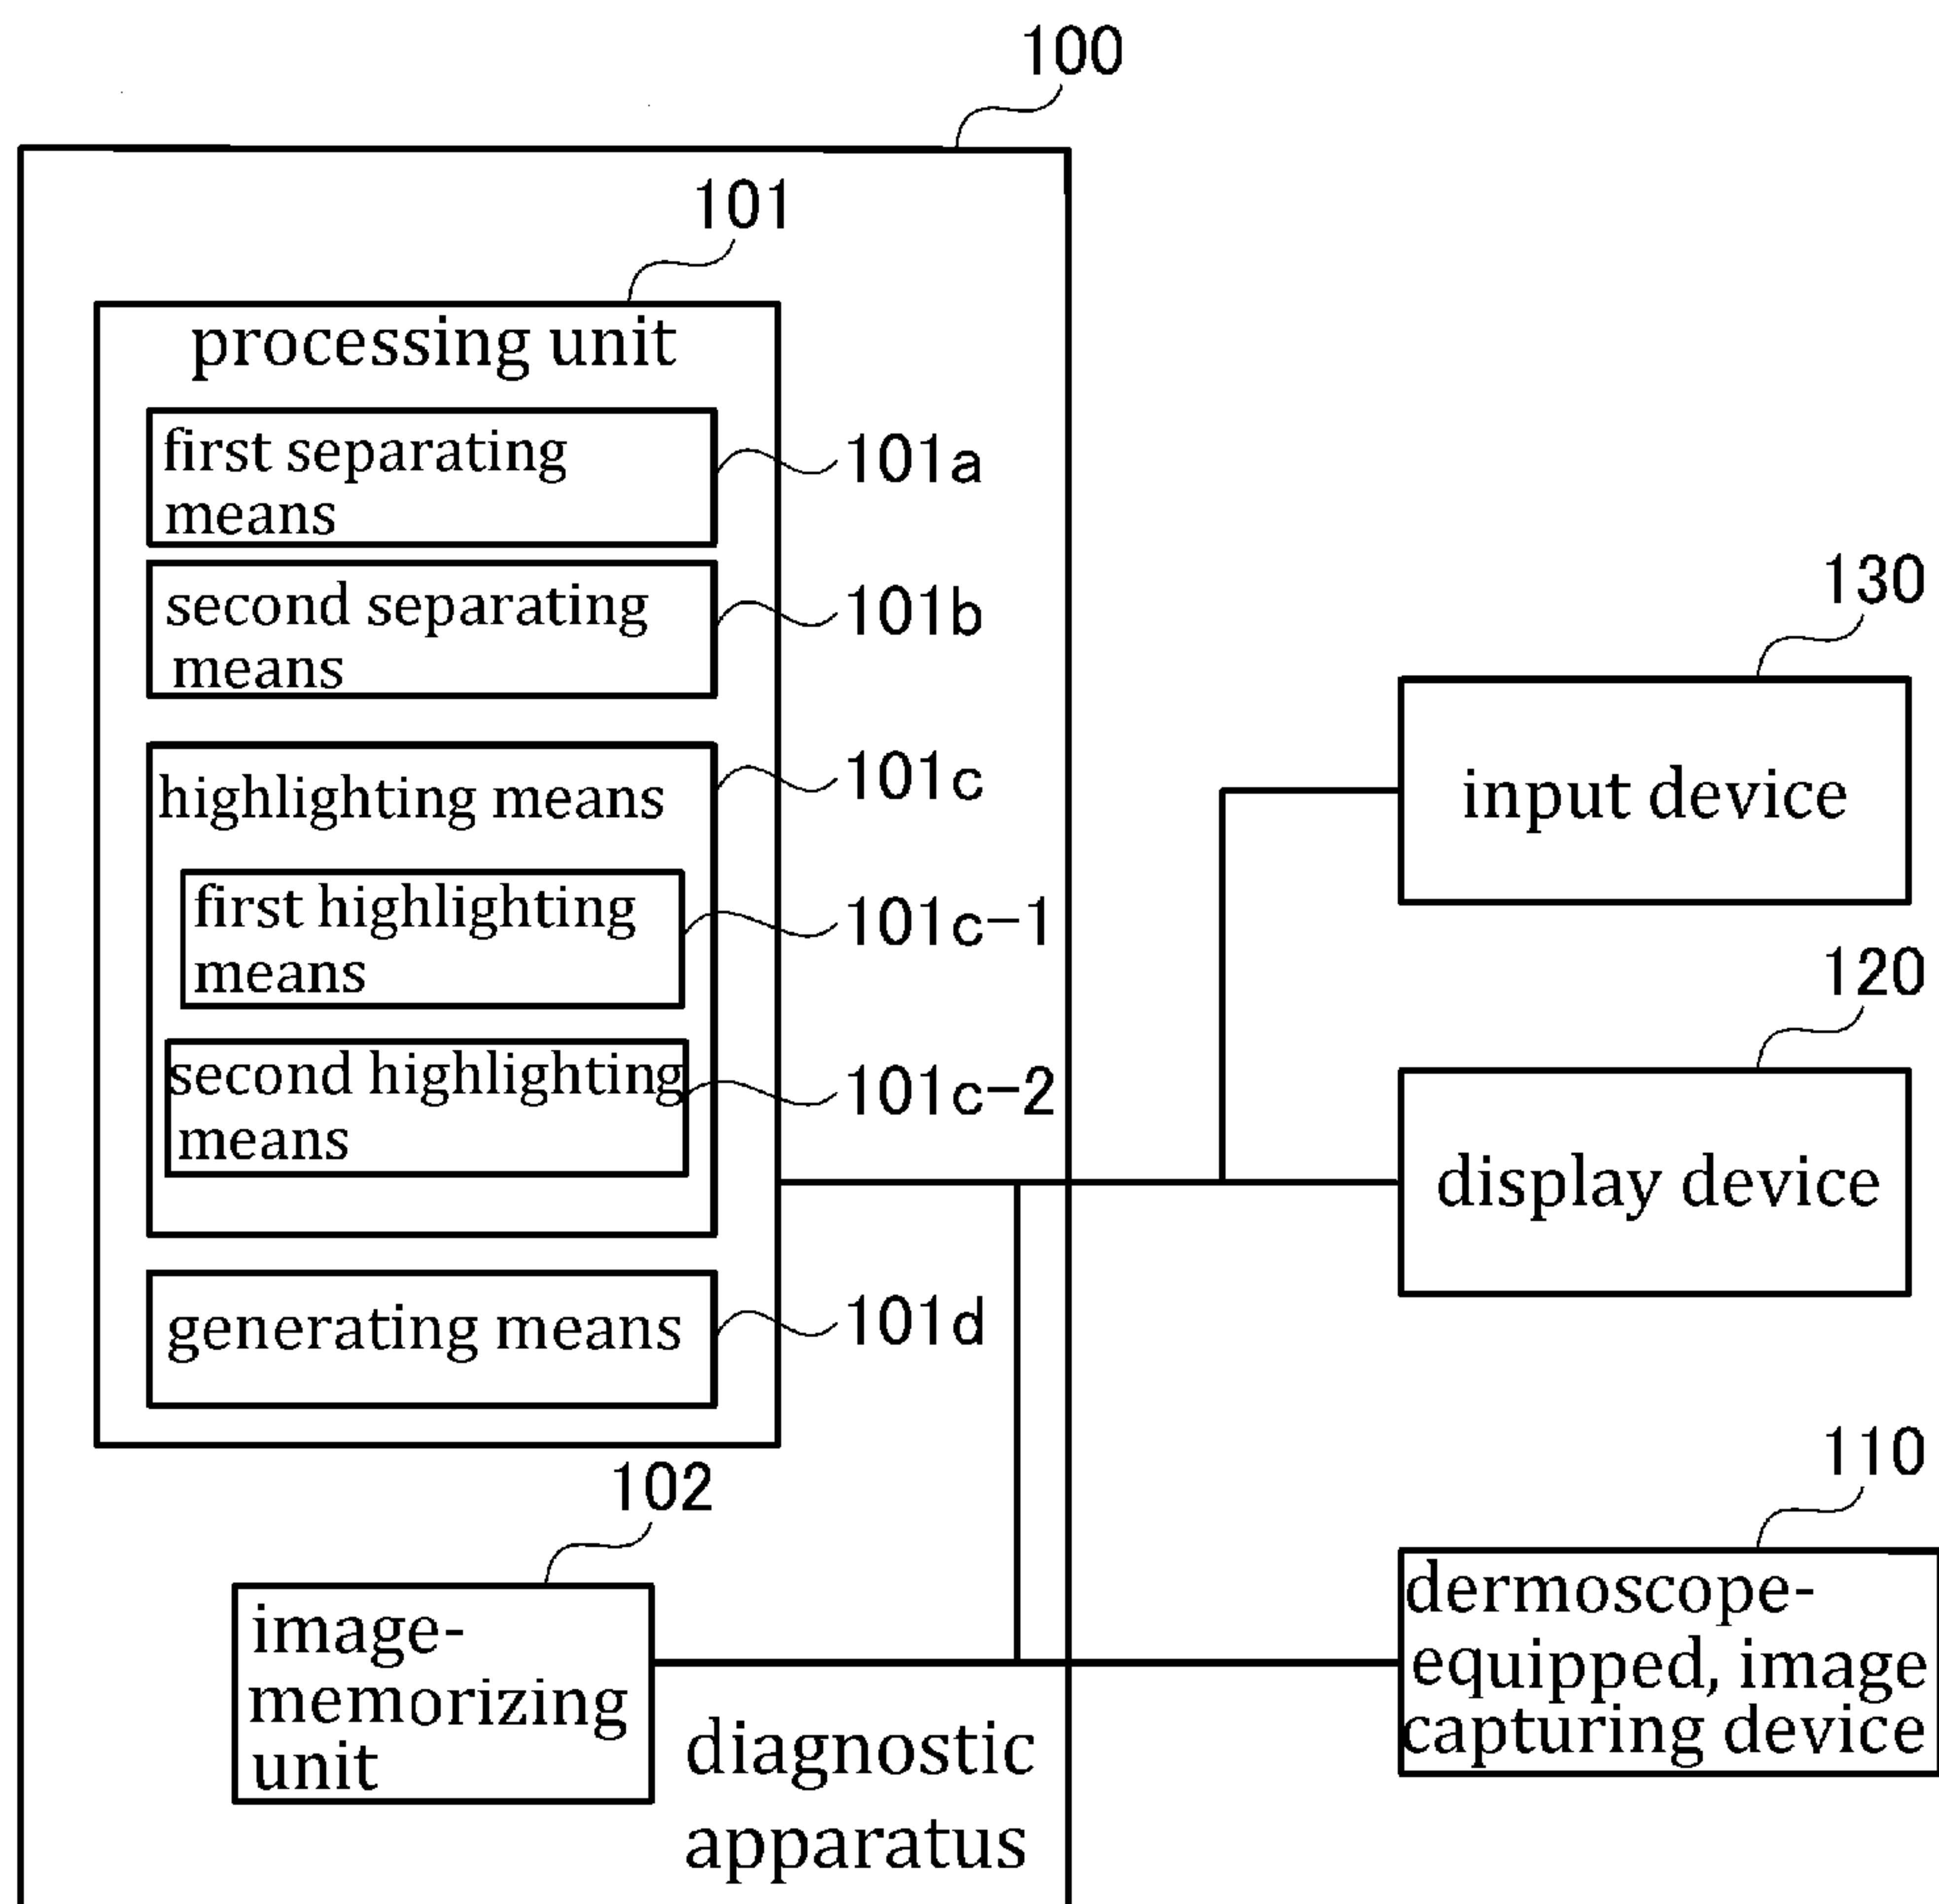 100
101
processing unit
first separating
means
101a
second separating
means
101b
highlighting means
101c
first highlighting
means
101c-1
second highlighting
means
101c-2
generating means
101d
102
image-
memorizing
unit
diagnostic
apparatus
130
input device
120
display device
110
dermoscope-
equipped, image
capturing device